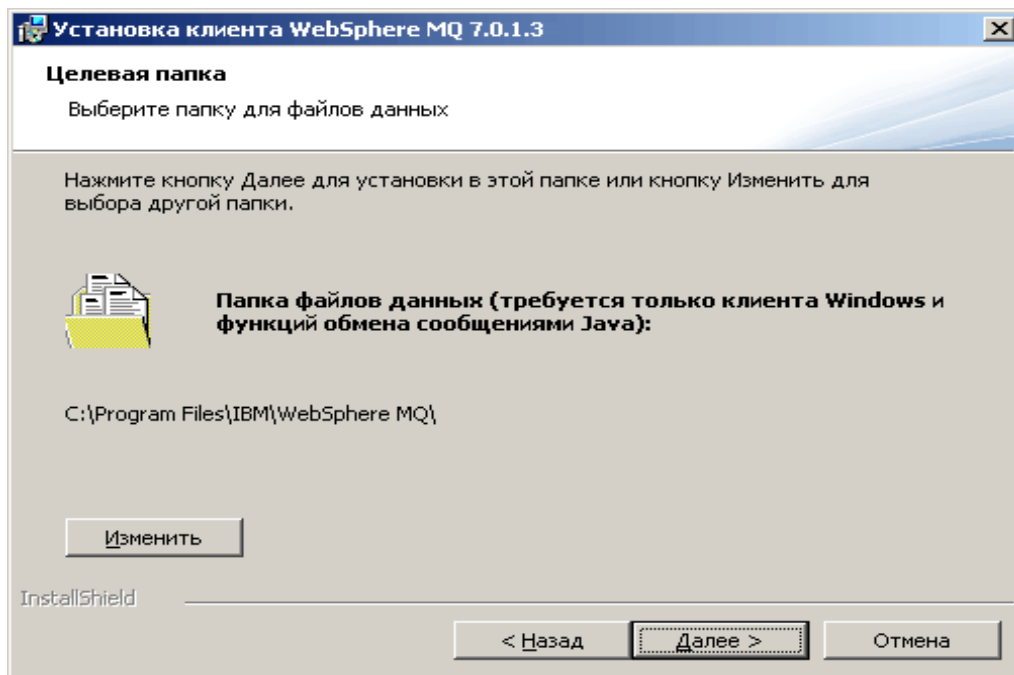 Установка клиента WebSphere MQ 7.0.1.3
Целевая папка
Выберите папку для файлов данных
Нажмите кнопку Далее для установки в этой папке или кнопку Изменить для
выбора другой папки.
Папка файлов данных (требуется только клиента Windows и
функций обмена сообщениями Java):
C:\Program Files\IBM\WebSphere MQ\
Изменить
InstallShield
< Назад
Далее >
Отмена